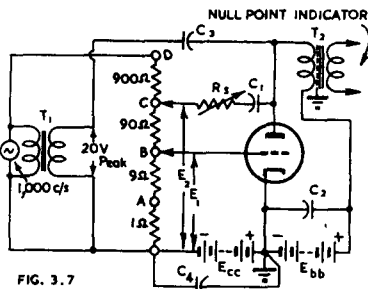 NULL POINT INDICATOR
T₂
C₃
D
900Ω
R₃ C₁
C
T₁
90Ω
20V
Peak
B
1,000 c/s
9Ω
E₂
E₁
A
C₂
1Ω
- + - +
Ecc Ebb
C₄
FIG. 3.7